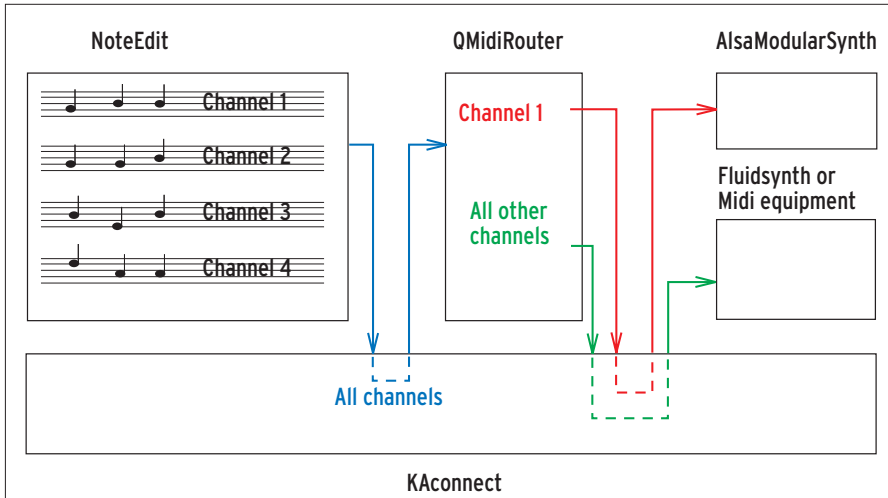 NoteEdit
QMidiRouter
AlsaModularSynth
Channel 1
Channel 2
Channel 3
Channel 4
Channel 1
All other
channels
Fluidsynth or
Midi equipment
All channels
KAconnect